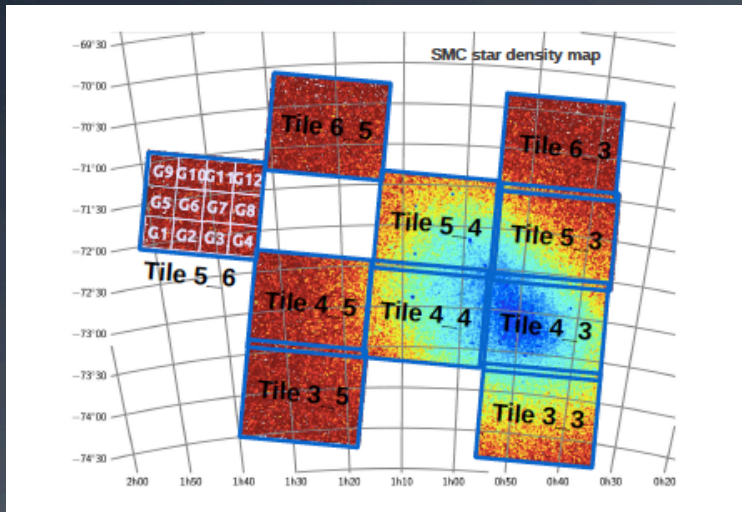 SMC star density map
−69°30
−70°00
−70°30
−71°00
−71°30
−72°00
−72°30
−73°00
−73°30
−74°00
−74°30
Tile 6_5
Tile 6_3
G9 G10 G11 G12
G5 G6 G7 G8
G1 G2 G3 G4
Tile 5_6
Tile 5_4
Tile 5_3
Tile 4_5
Tile 4_4
Tile 4_3
Tile 3_5
Tile 3_3
2h00 1h50 1h40 1h30 1h20 1h10 1h00 0h50 0h40 0h30 0h20